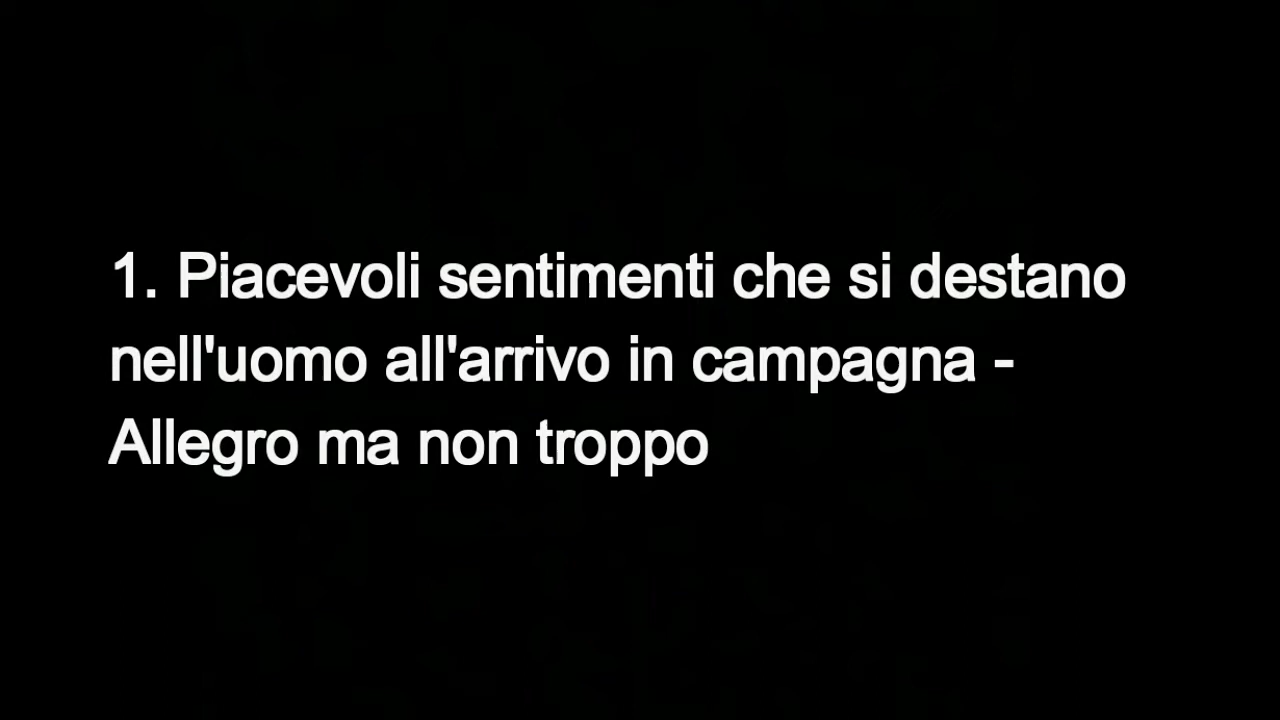 1. Piacevoli sentimenti che si destano
nell'uomo all'arrivo in campagna -
Allegro ma non troppo